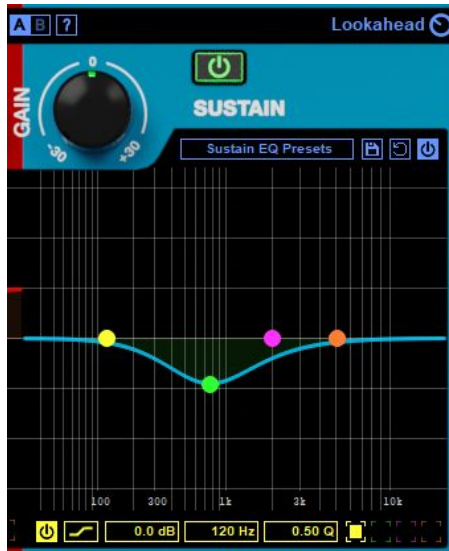 A B ? Lookahead
GAIN
0
-30 +30
SUSTAIN
Sustain EQ Presets
100 300 1k 3k 10k
0.0 dB 120 Hz 0.50 Q